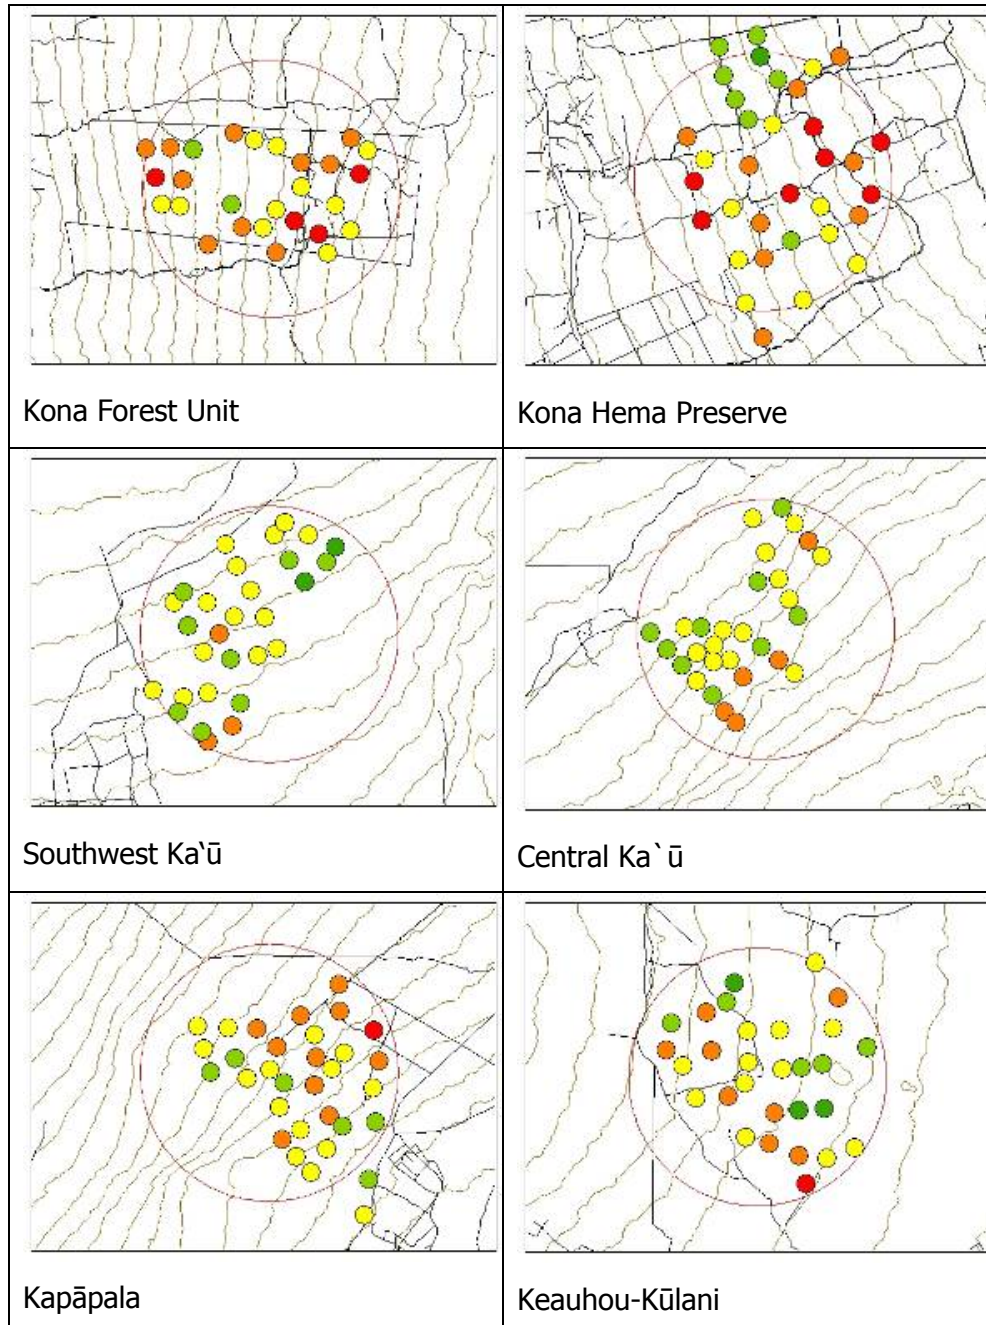 Kona Forest Unit
Kona Hema Preserve
Southwest Ka‘ū
Central Ka`ū
Kapāpala
Keauhou-Kūlani